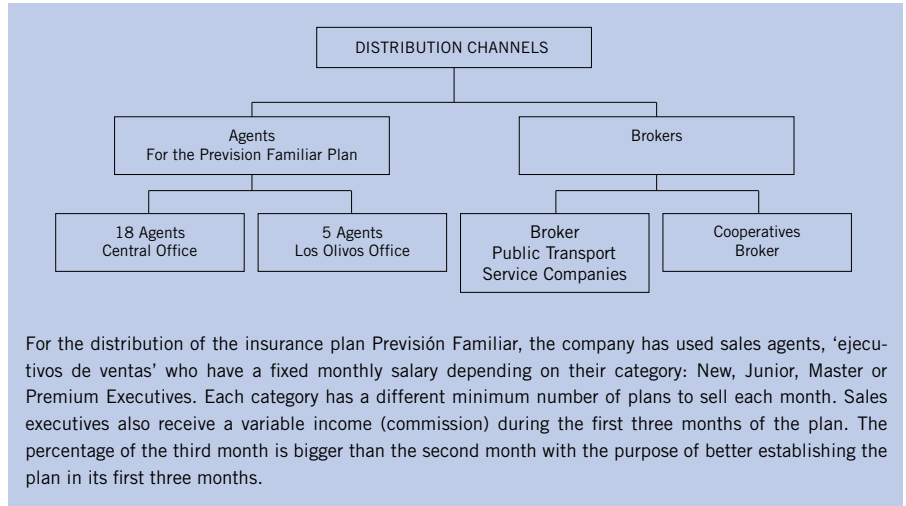 DISTRIBUTION CHANNELS
Agents
For the Prevision Familiar Plan
Brokers
18 Agents
Central Office
5 Agents
Los Olivos Office
Broker
Public Transport
Service Companies
Cooperatives
Broker
For the distribution of the insurance plan Previsión Familiar, the company has used sales agents, ‘ejecu-
tivos de ventas’ who have a fixed monthly salary depending on their category: New, Junior, Master or
Premium Executives. Each category has a different minimum number of plans to sell each month. Sales
executives also receive a variable income (commission) during the first three months of the plan. The
percentage of the third month is bigger than the second month with the purpose of better establishing the
plan in its first three months.